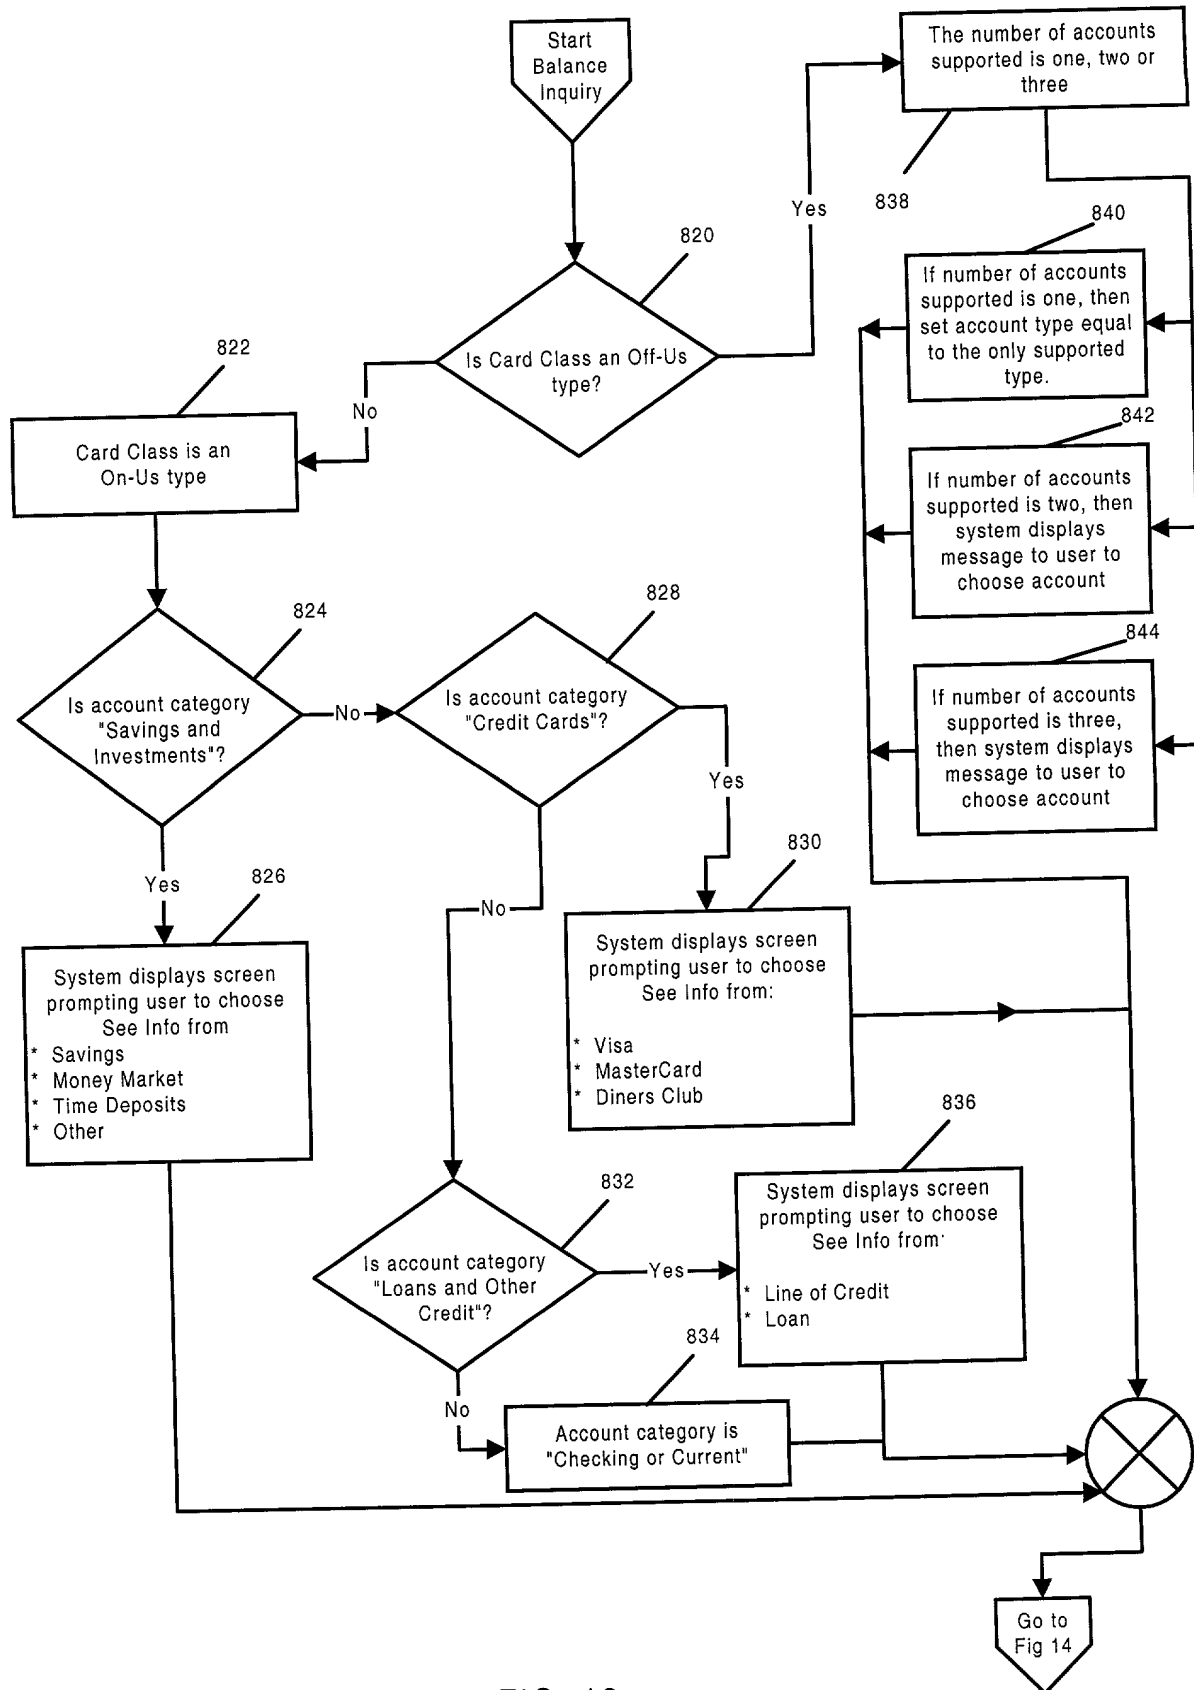 Start
Balance
Inquiry
The number of accounts
supported is one, two or
three
838
Yes
820
Is Card Class an Off-Us
type?
840
If number of accounts
supported is one, then
set account type equal
to the only supported
type.
822
No
Card Class is an
On-Us type
842
If number of accounts
supported is two, then
system displays
message to user to
choose account
824
Is account category
"Savings and
Investments"?
No
828
Is account category
"Credit Cards"?
844
If number of accounts
supported is three,
then system displays
message to user to
choose account
Yes
Yes
826
No
830
System displays screen
prompting user to choose
See Info from
* Savings
* Money Market
* Time Deposits
* Other
System displays screen
prompting user to choose
See Info from:
* Visa
* MasterCard
* Diners Club
832
Is account category
"Loans and Other
Credit"?
Yes
836
System displays screen
prompting user to choose
See Info from:
* Line of Credit
* Loan
No
834
Account category is
"Checking or Current"
Go to
Fig 14